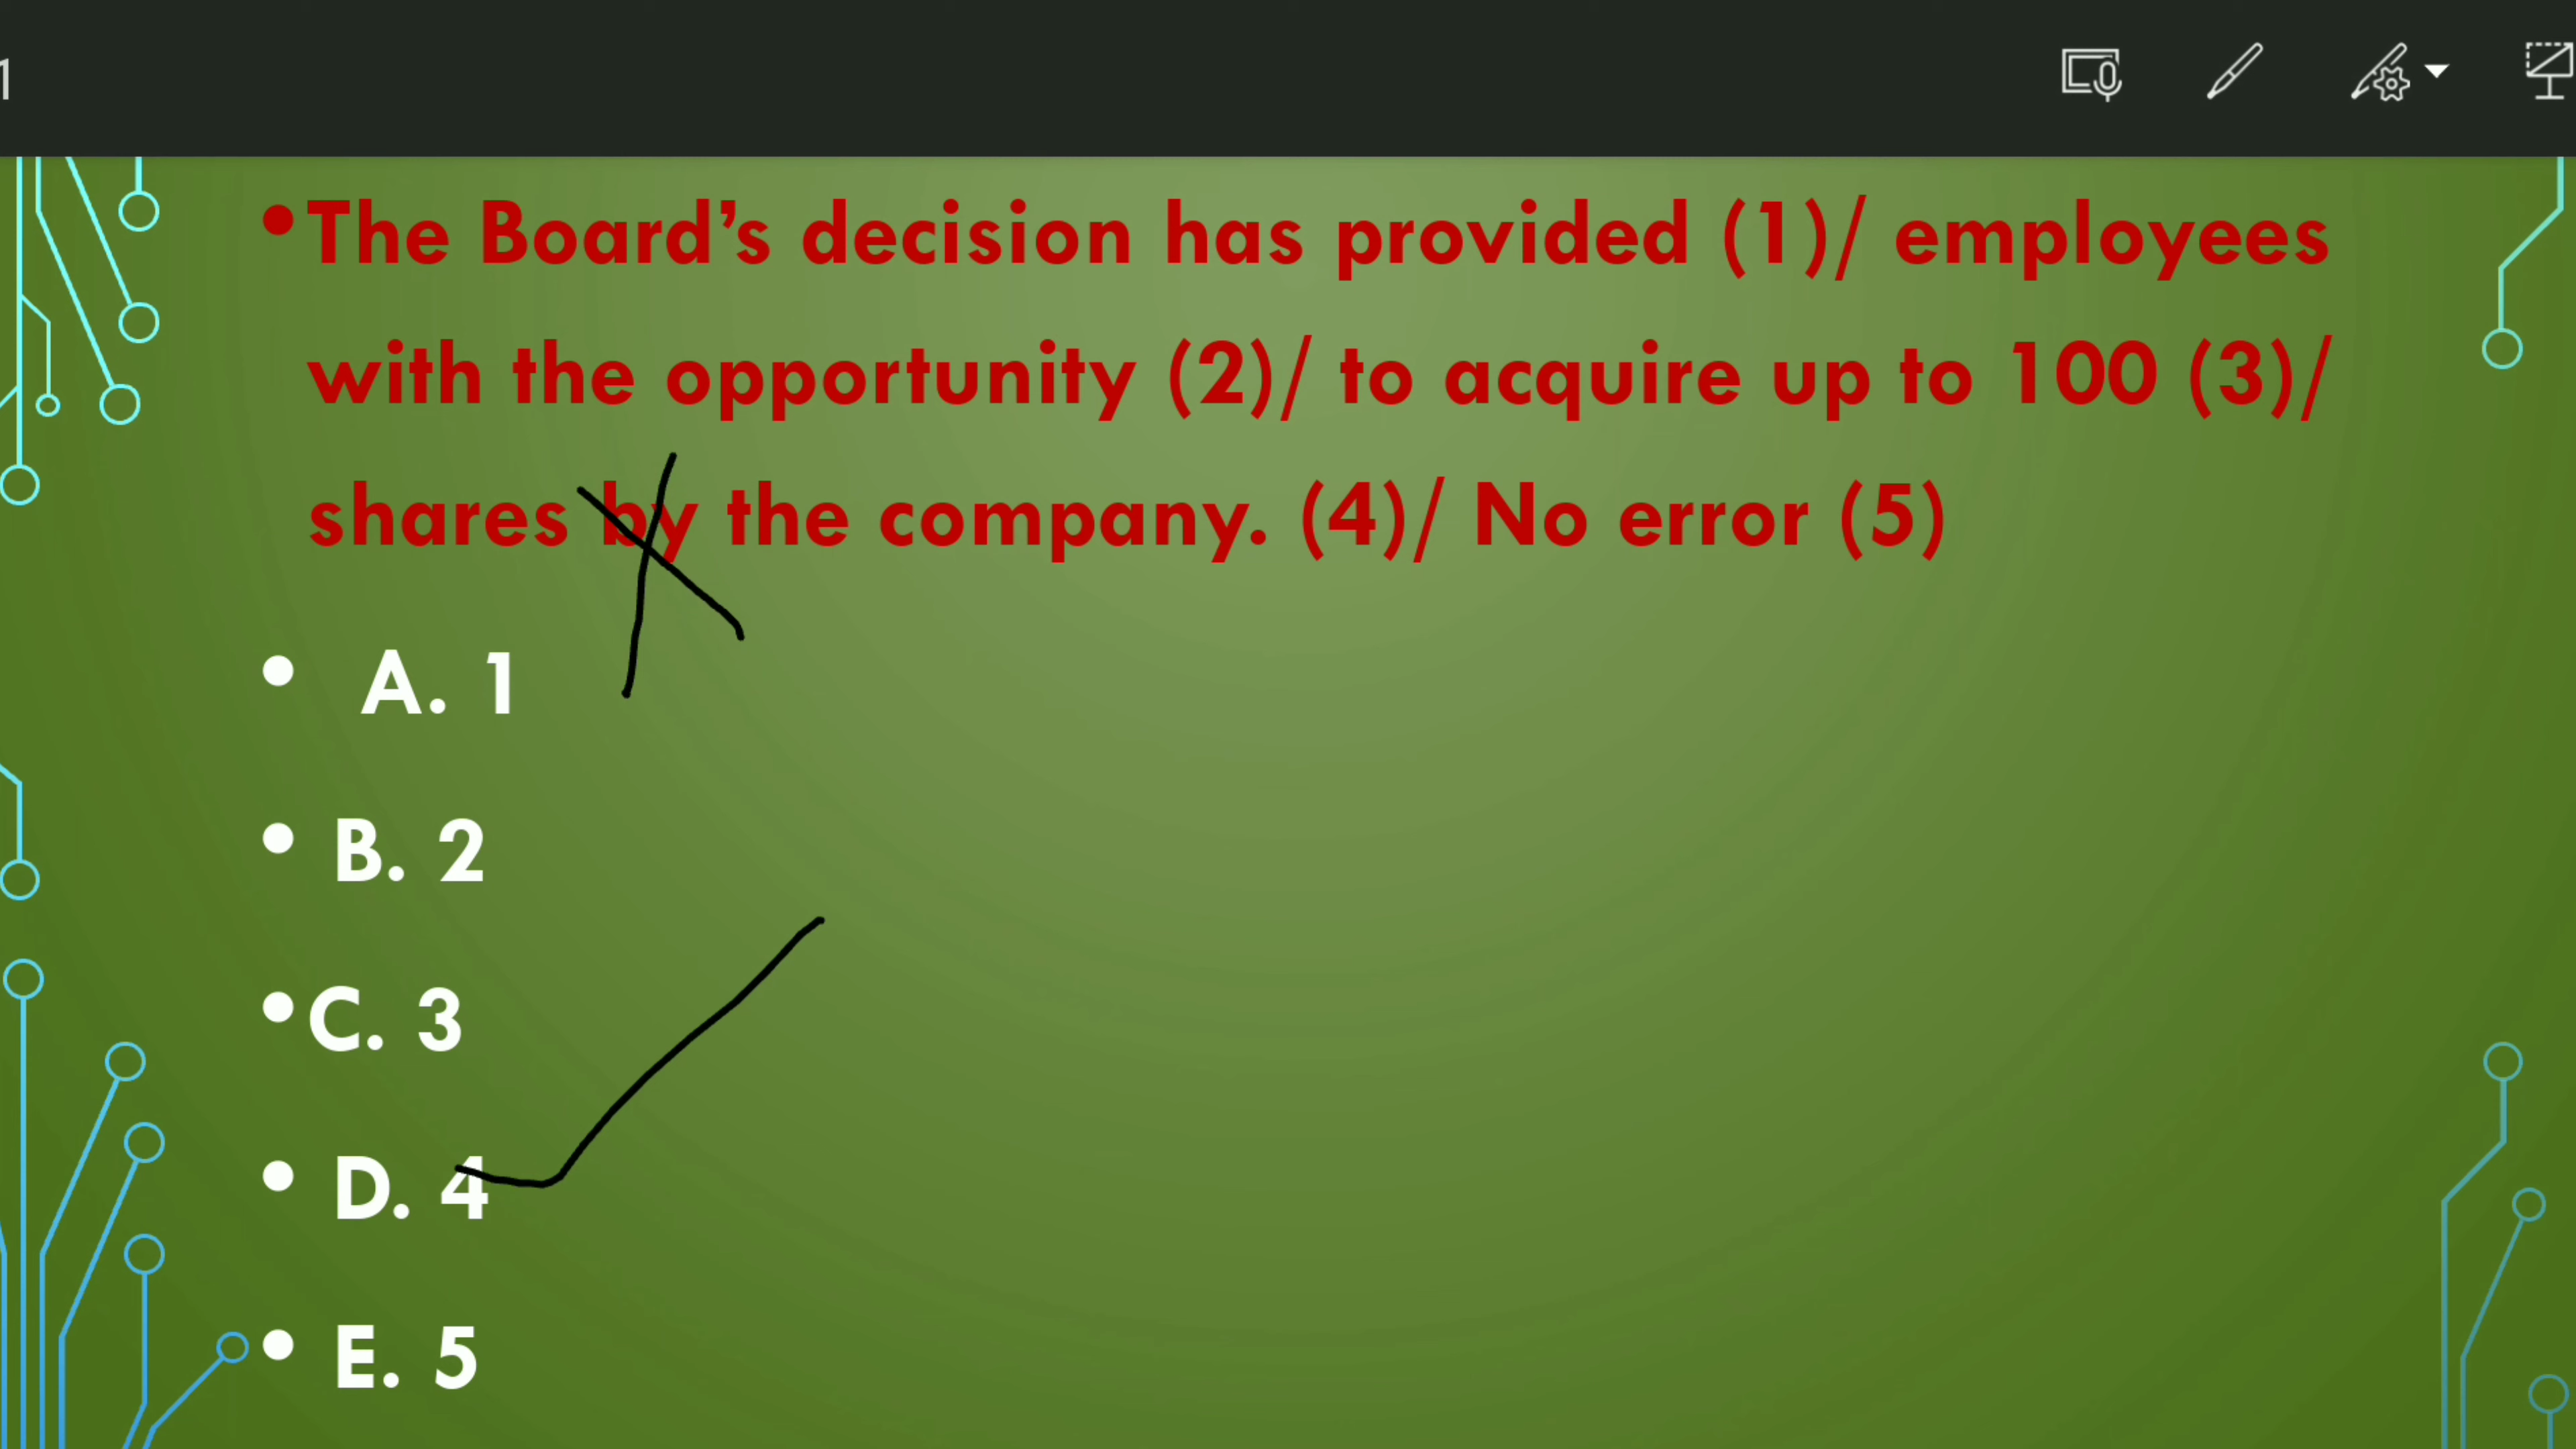 1
•The Board’s decision has provided (1)/ employees
with the opportunity (2)/ to acquire up to 100 (3)/
shares by the company. (4)/ No error (5)
• A. 1
• B. 2
•C. 3
• D. 4
• E. 5